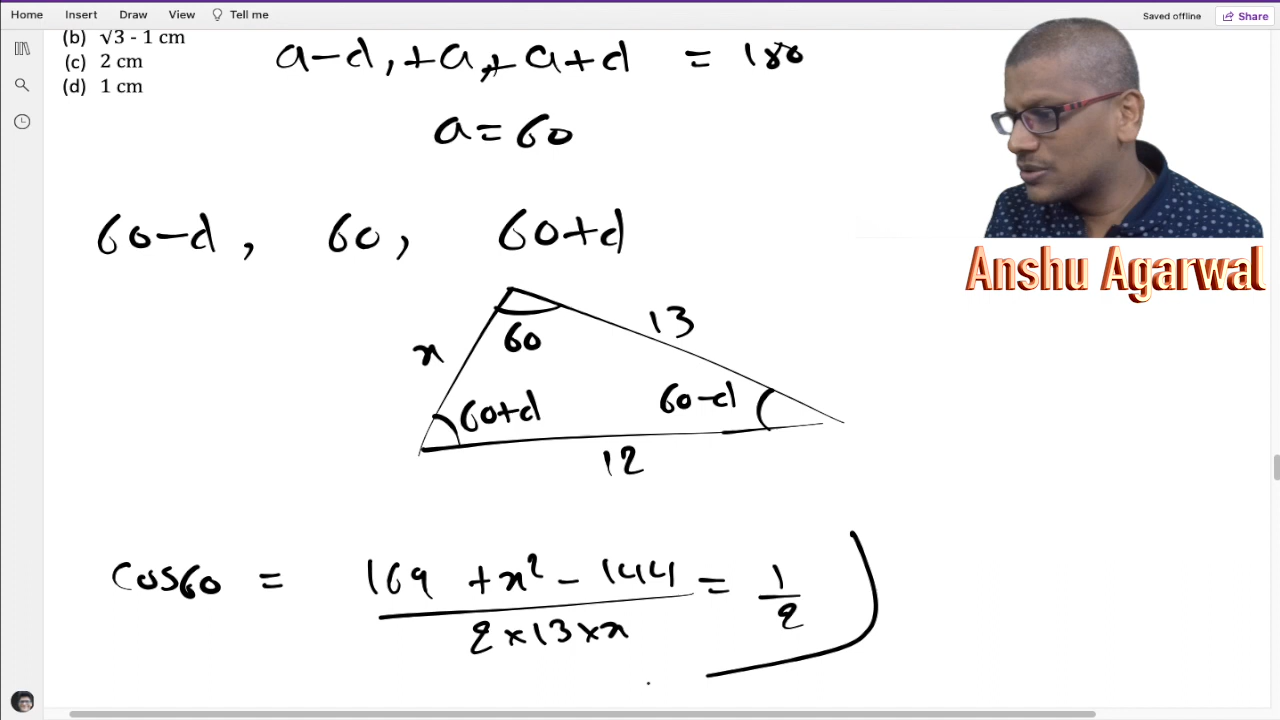 Home Insert Draw View Tell me
Saved offline Share
(b) √3 - 1 cm
(c) 2 cm
(d) 1 cm
a-d, +a, + a+d = 180
a = 60
60-d, 60, 60+d
Anshu Agarwal
60
13
x
60+d
60-d
12
Cos60 = 169 + x² - 144 / 2×13×x = 1/2